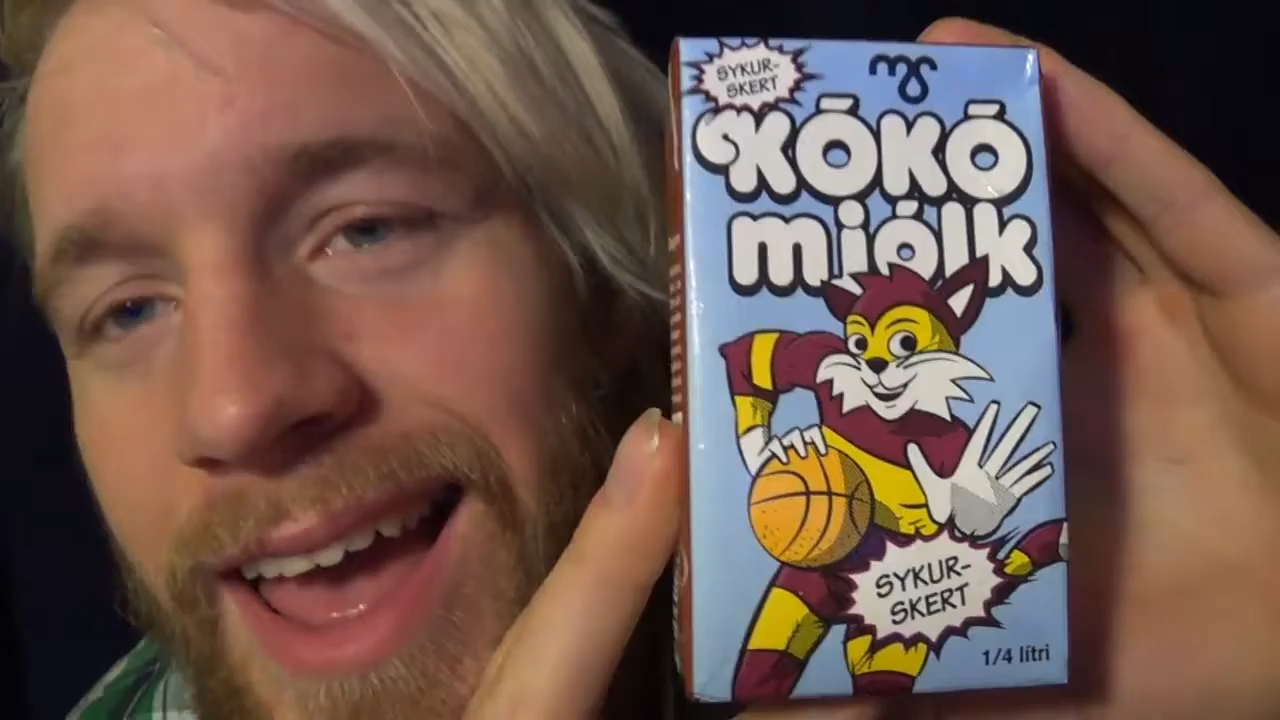 SYKUR-
SKERT
ms
KÓKÓ
mjólk
SYKUR-
SKERT
1/4 lítri